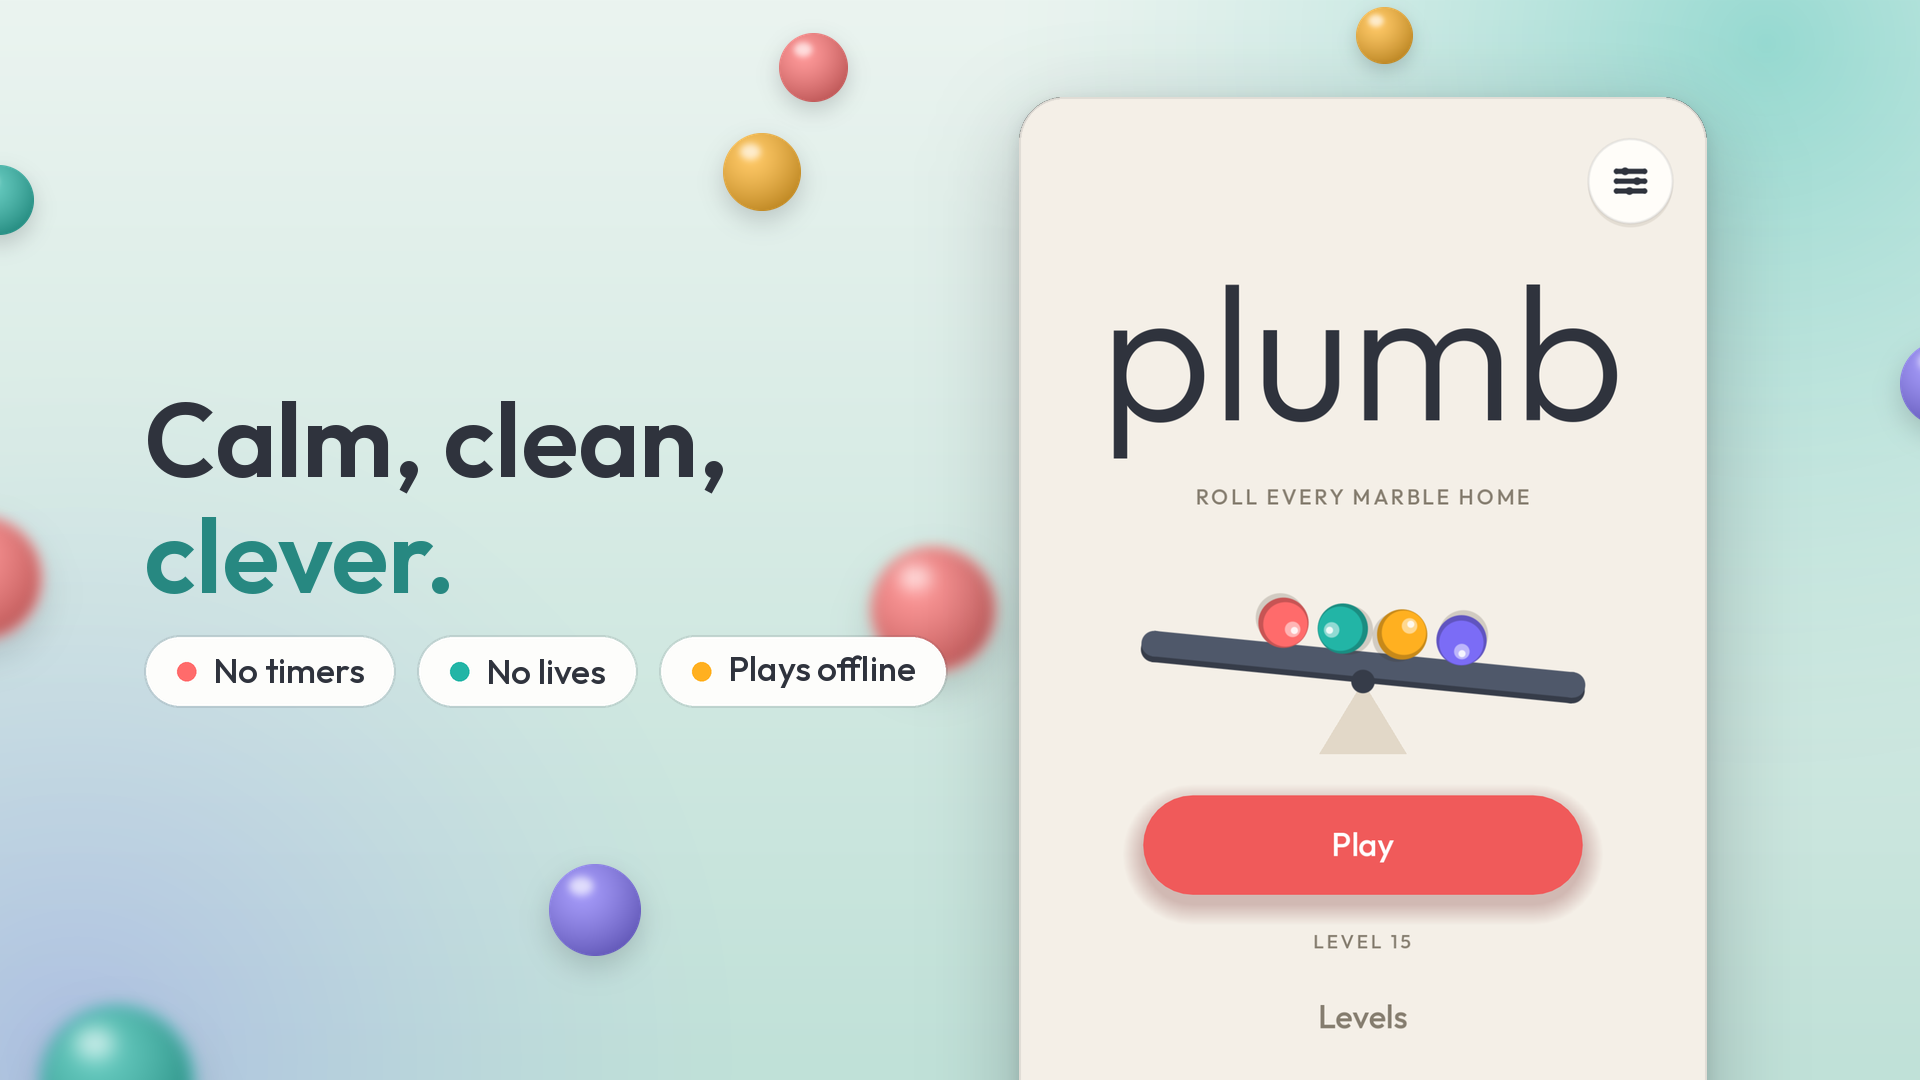 Calm, clean,
clever.
No timers
No lives
Plays offline
plumb
ROLL EVERY MARBLE HOME
Play
LEVEL 15
Levels